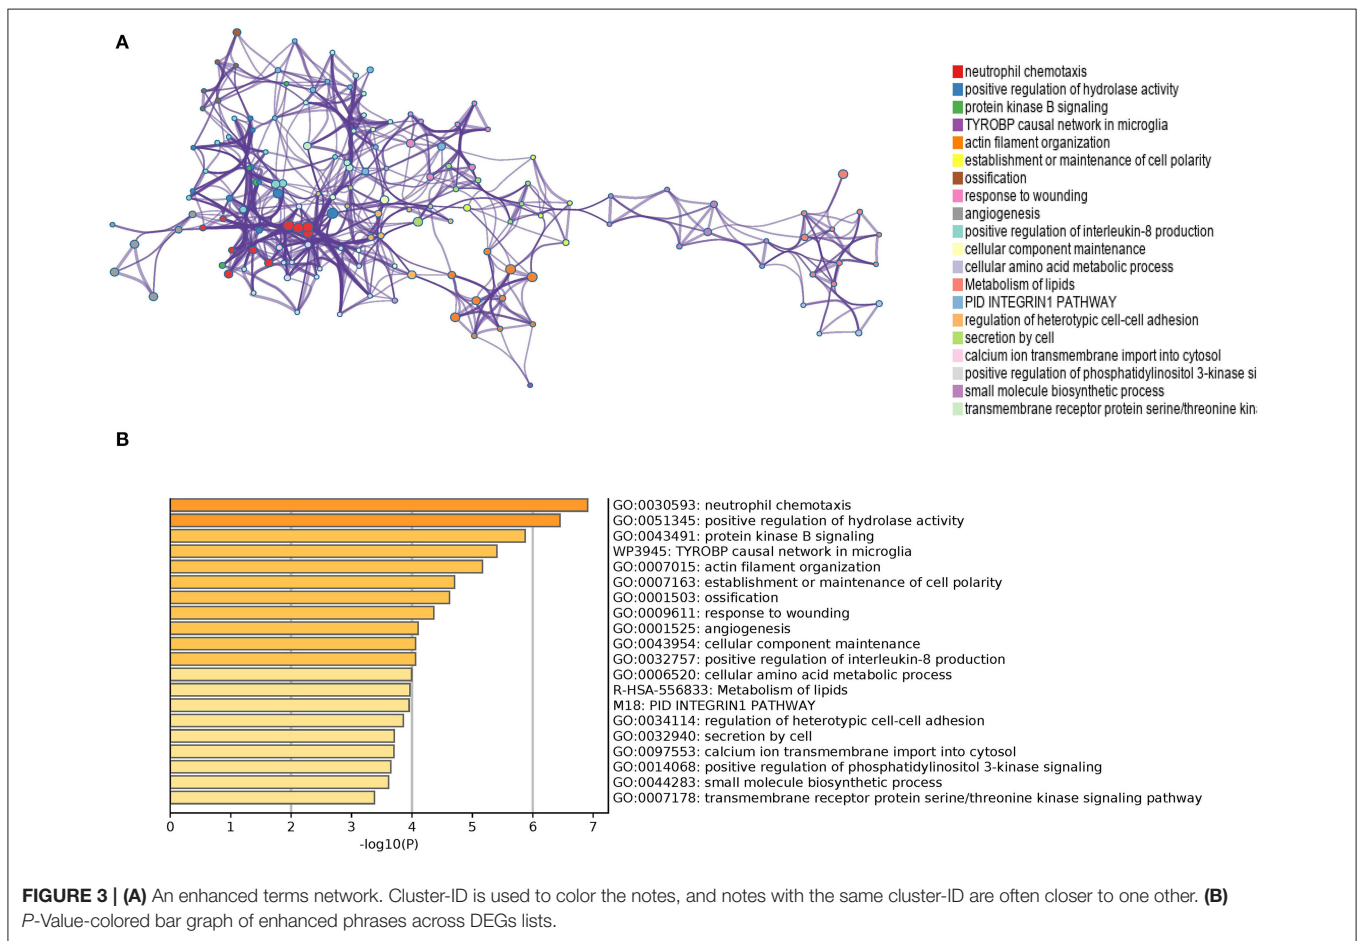 A
neutrophil chemotaxis
positive regulation of hydrolase activity
protein kinase B signaling
TYROBP causal network in microglia
actin filament organization
establishment or maintenance of cell polarity
ossification
response to wounding
angiogenesis
positive regulation of interleukin-8 production
cellular component maintenance
cellular amino acid metabolic process
Metabolism of lipids
PID INTEGRIN1 PATHWAY
regulation of heterotypic cell-cell adhesion
secretion by cell
calcium ion transmembrane import into cytosol
positive regulation of phosphatidylinositol 3-kinase si
small molecule biosynthetic process
transmembrane receptor protein serine/threonine kin
B
GO:0030593: neutrophil chemotaxis
GO:0051345: positive regulation of hydrolase activity
GO:0043491: protein kinase B signaling
WP3945: TYROBP causal network in microglia
GO:0007015: actin filament organization
GO:0007163: establishment or maintenance of cell polarity
GO:0001503: ossification
GO:0009611: response to wounding
GO:0001525: angiogenesis
GO:0043954: cellular component maintenance
GO:0032757: positive regulation of interleukin-8 production
GO:0006520: cellular amino acid metabolic process
R-HSA-556833: Metabolism of lipids
M18: PID INTEGRIN1 PATHWAY
GO:0034114: regulation of heterotypic cell-cell adhesion
GO:0032940: secretion by cell
GO:0097553: calcium ion transmembrane import into cytosol
GO:0014068: positive regulation of phosphatidylinositol 3-kinase signaling
GO:0044283: small molecule biosynthetic process
GO:0007178: transmembrane receptor protein serine/threonine kinase signaling pathway
0 1 2 3 4 5 6 7
-log10(P)
FIGURE 3 | (A) An enhanced terms network. Cluster-ID is used to color the notes, and notes with the same cluster-ID are often closer to one other. (B)
P-Value-colored bar graph of enhanced phrases across DEGs lists.